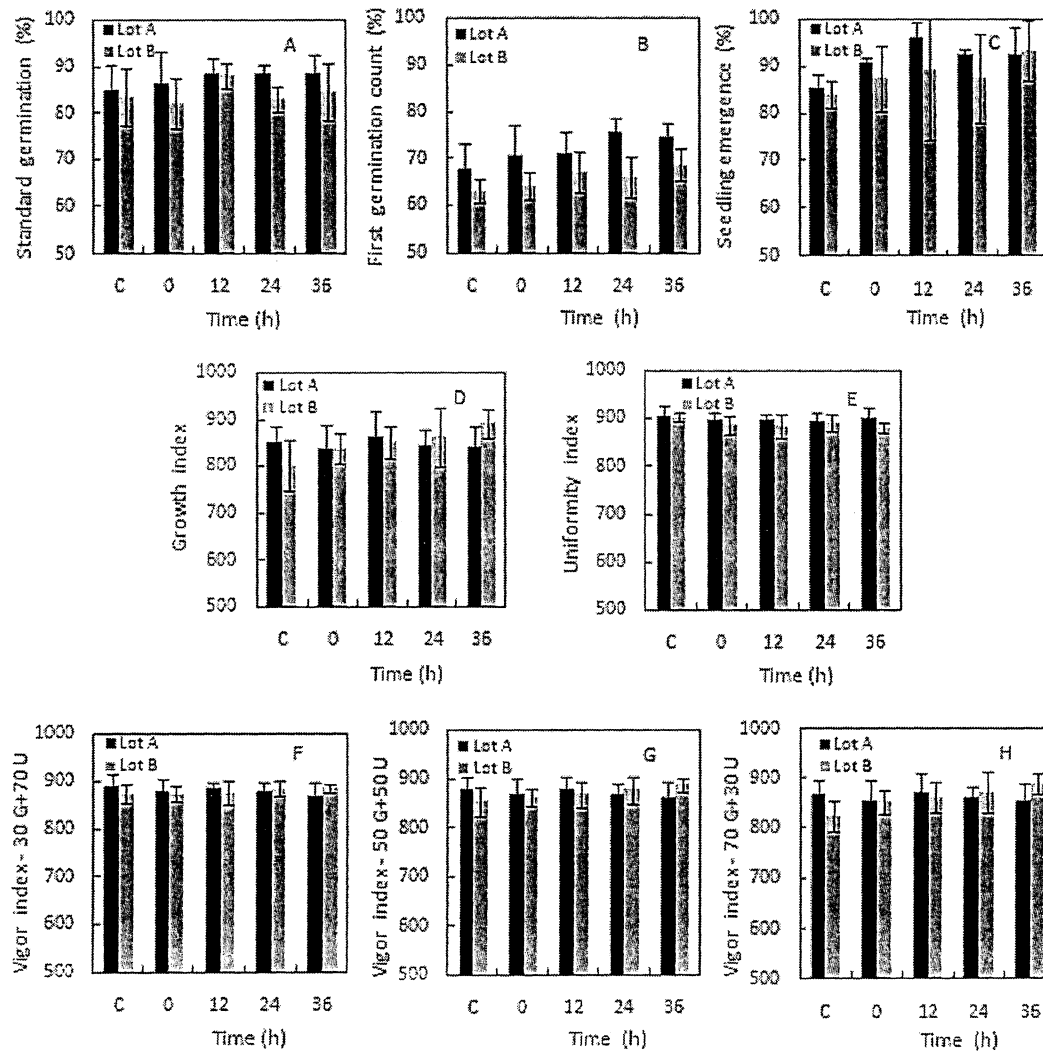 Standard germination (%)
100
90
80
70
60
50
Lot A
Lot B
A
C 0 12 24 36
Time (h)
First germination count (%)
100
90
80
70
60
50
Lot A
Lot B
B
C 0 12 24 36
Time (h)
Seedling emergence (%)
100
90
80
70
60
50
Lot A
Lot B
C
C 0 12 24 36
Time (h)
Growth index
1000
900
800
700
600
500
Lot A
Lot B
D
C 0 12 24 36
Time (h)
Uniformity index
1000
900
800
700
600
500
Lot A
Lot B
E
C 0 12 24 36
Time (h)
Vigor index - 30 G+70 U
1000
900
800
700
600
500
Lot A
Lot B
F
C 0 12 24 36
Time (h)
Vigor index - 50 G+50 U
1000
900
800
700
600
500
Lot A
Lot B
G
C 0 12 24 36
Time (h)
Vigor index - 70 G+30 U
1000
900
800
700
600
500
Lot A
Lot B
H
C 0 12 24 36
Time (h)